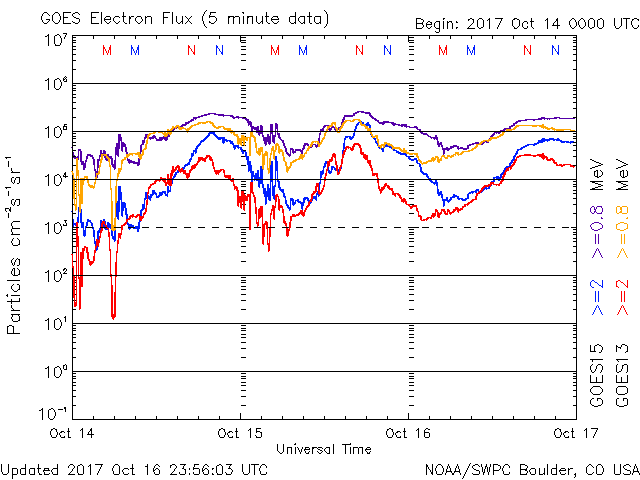 GOES Electron Flux (5 minute data)
Begin: 2017 Oct 14 0000 UTC
M M N N M M N N M M N N
10⁷
10⁶
10⁵
10⁴
10³
10²
10¹
10⁰
10⁻¹
Particles cm⁻²s⁻¹sr⁻¹
Oct 14 Oct 15 Oct 16 Oct 17
Universal Time
GOES15 >=2 >=0.8 MeV
GOES13 >=2 >=0.8 MeV
Updated 2017 Oct 16 23:56:03 UTC
NOAA/SWPC Boulder, CO USA